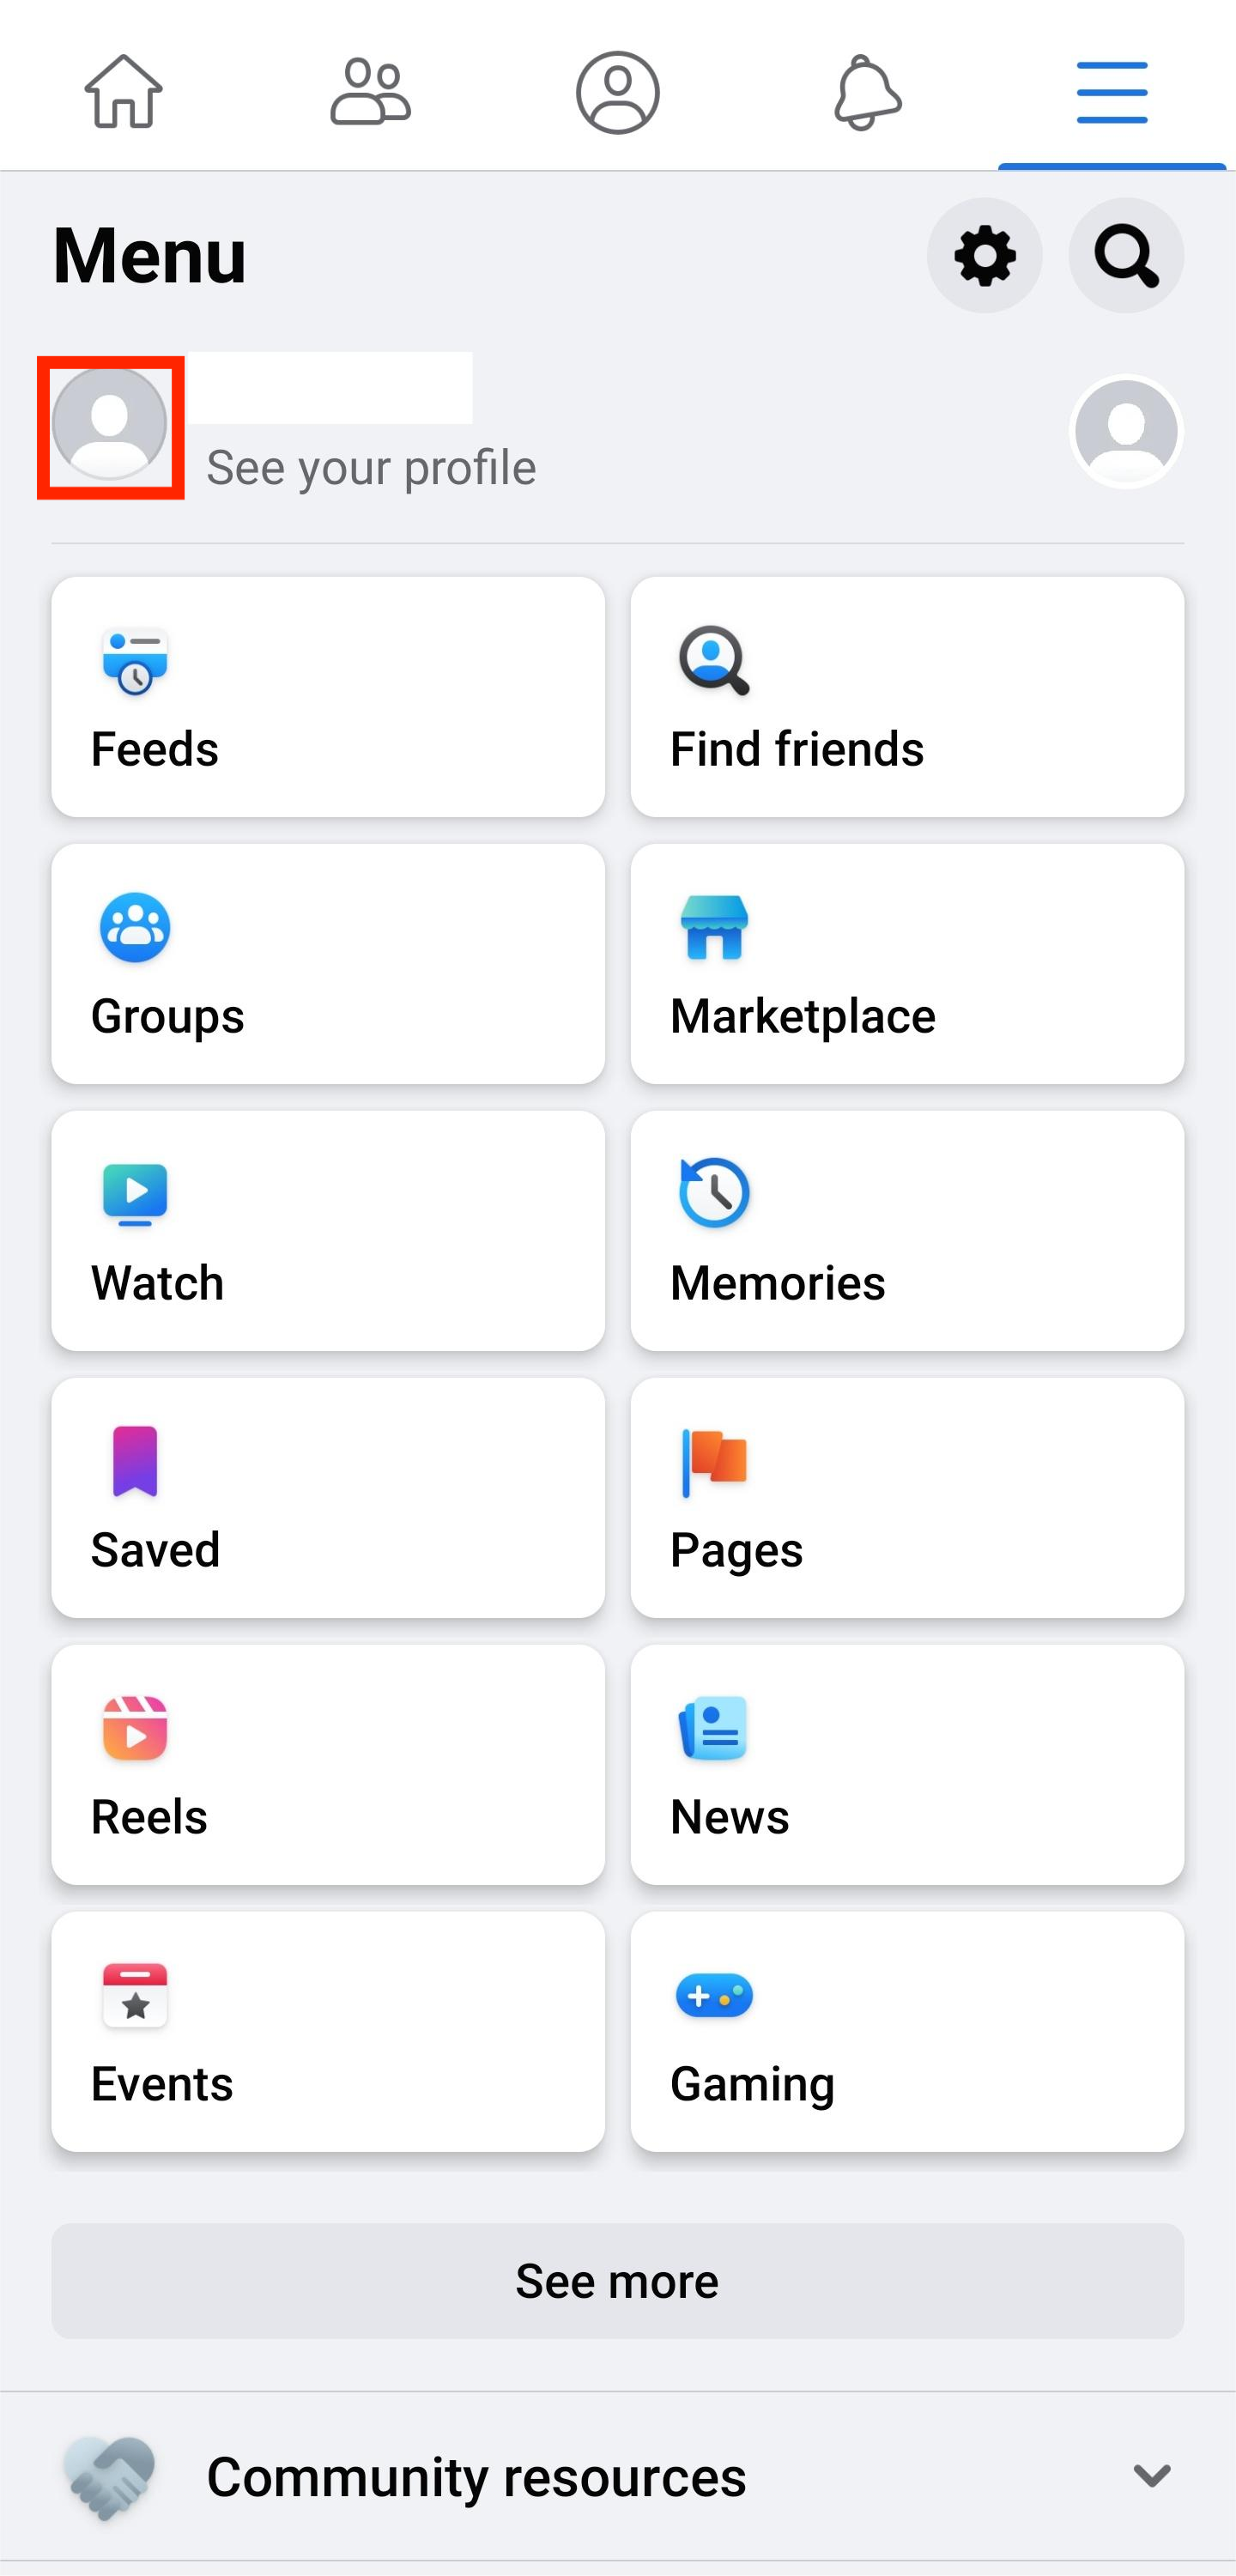 Menu
See your profile
Feeds
Find friends
Groups
Marketplace
Watch
Memories
Saved
Pages
Reels
News
Events
Gaming
See more
Community resources